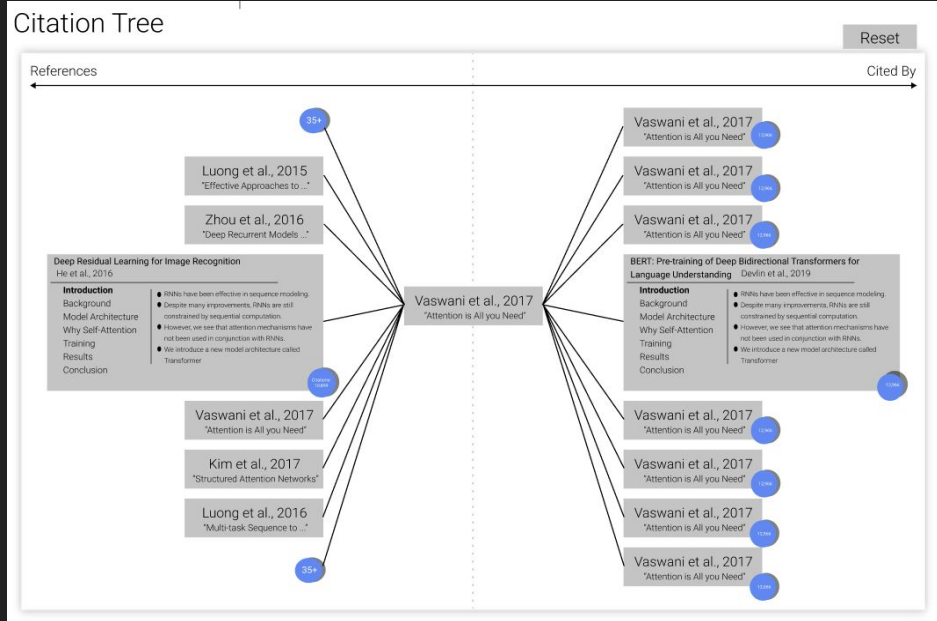 Citation Tree
Reset
References
Cited By
35+
Luong et al., 2015
"Effective Approaches to ..."
Zhou et al., 2016
"Deep Recurrent Models ..."
Deep Residual Learning for Image Recognition
He et al., 2016
Introduction
Background
Model Architecture
Why Self-Attention
Training
Results
Conclusion
● RNNs have been effective in sequence modeling.
● Despite many improvements, RNNs are still
constrained by sequential computation.
● However, we see that attention mechanisms have
not been used in conjunction with RNNs.
● We introduce a new model architecture called
Transformer
Vaswani et al., 2017
"Attention is All you Need"
Kim et al., 2017
"Structured Attention Networks"
Luong et al., 2016
"Multi-task Sequence to ..."
35+
Vaswani et al., 2017
"Attention is All you Need"
Vaswani et al., 2017
"Attention is All you Need"
Vaswani et al., 2017
"Attention is All you Need"
Vaswani et al., 2017
"Attention is All you Need"
BERT: Pre-training of Deep Bidirectional Transformers for
Language Understanding Devlin et al., 2019
Introduction
Background
Model Architecture
Why Self-Attention
Training
Results
Conclusion
● RNNs have been effective in sequence modeling.
● Despite many improvements, RNNs are still
constrained by sequential computation.
● However, we see that attention mechanisms have
not been used in conjunction with RNNs.
● We introduce a new model architecture called
Transformer
Vaswani et al., 2017
"Attention is All you Need"
Vaswani et al., 2017
"Attention is All you Need"
Vaswani et al., 2017
"Attention is All you Need"
Vaswani et al., 2017
"Attention is All you Need"